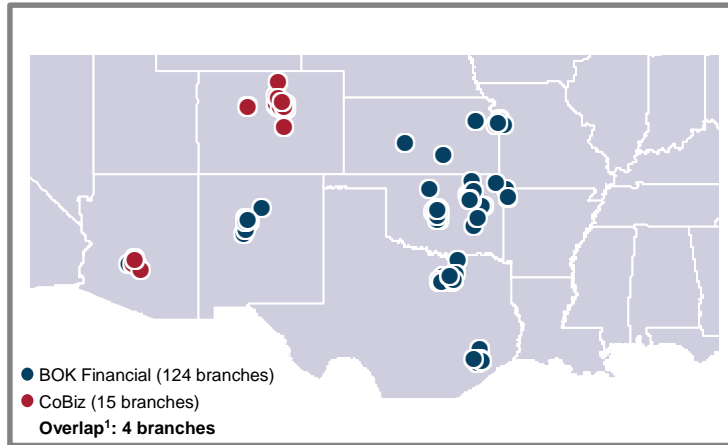 BOK Financial (124 branches)
CoBiz (15 branches)
Overlap¹: 4 branches